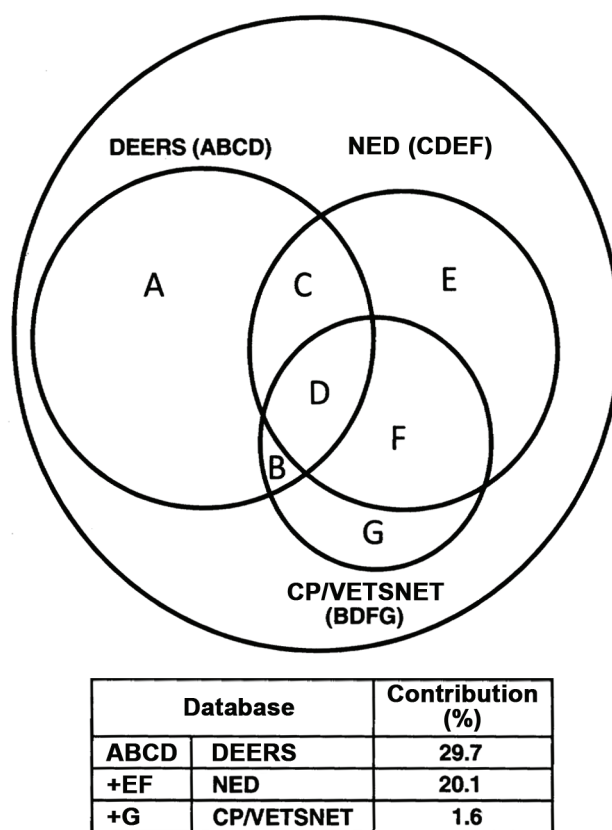 DEERS (ABCD)
NED (CDEF)
A
C
E
D
F
B
G
CP/VETSNET
(BDFG)
Database Contribution (%)
ABCD DEERS 29.7
+EF NED 20.1
+G CP/VETSNET 1.6